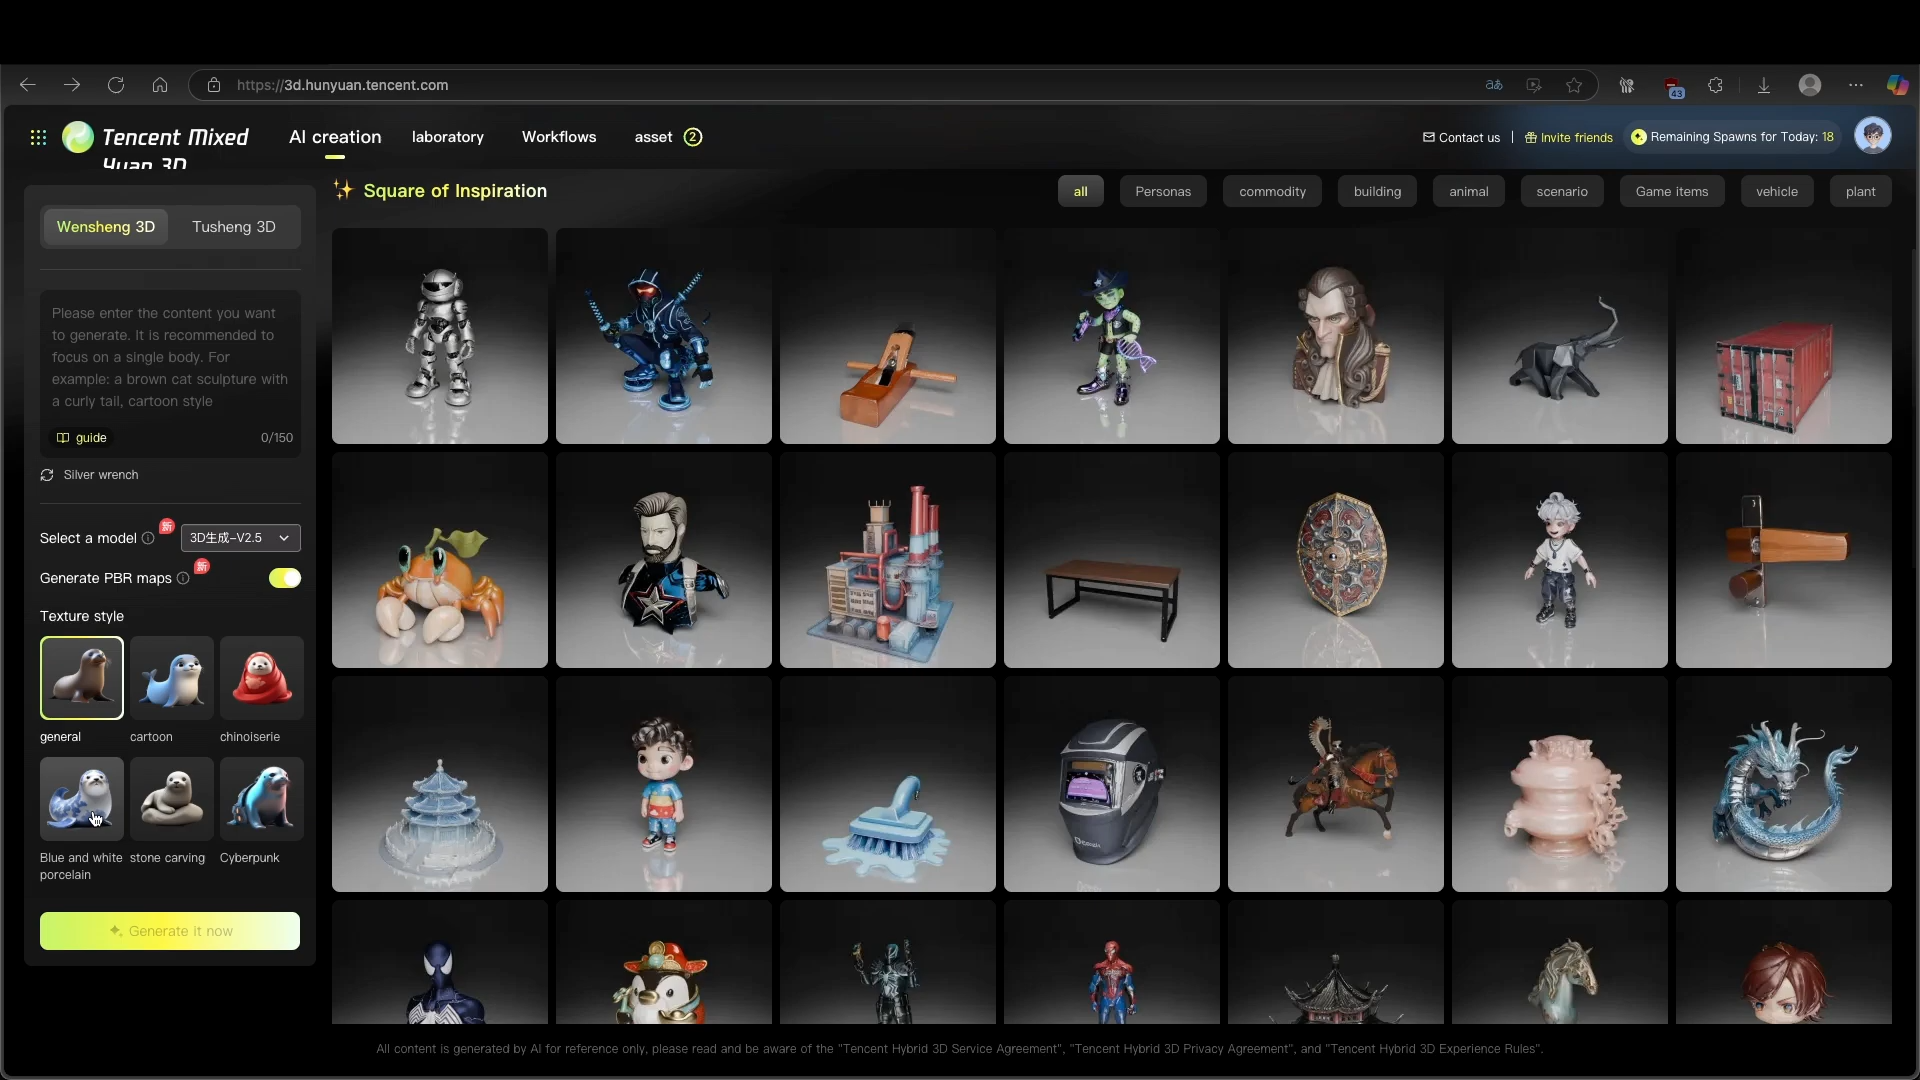 https://3d.hunyuan.tencent.com
43
Tencent Mixed
Yuan 3D
AI creation
laboratory
Workflows
asset
2
Contact us
Invite friends
Remaining Spawns for Today: 18
Wensheng 3D
Tusheng 3D
Please enter the content you want
to generate. It is recommended to
focus on a single body. For
example: a brown cat sculpture with
a curly tail, cartoon style
guide
0/150
Silver wrench
Select a model
新
3D生成-V2.5
Generate PBR maps
新
Texture style
general
cartoon
chinoiserie
Blue and white
porcelain
stone carving
Cyberpunk
Generate it now
Square of Inspiration
all
Personas
commodity
building
animal
scenario
Game items
vehicle
plant
All content is generated by AI for reference only, please read and be aware of the "Tencent Hybrid 3D Service Agreement", "Tencent Hybrid 3D Privacy Agreement", and "Tencent Hybrid 3D Experience Rules".